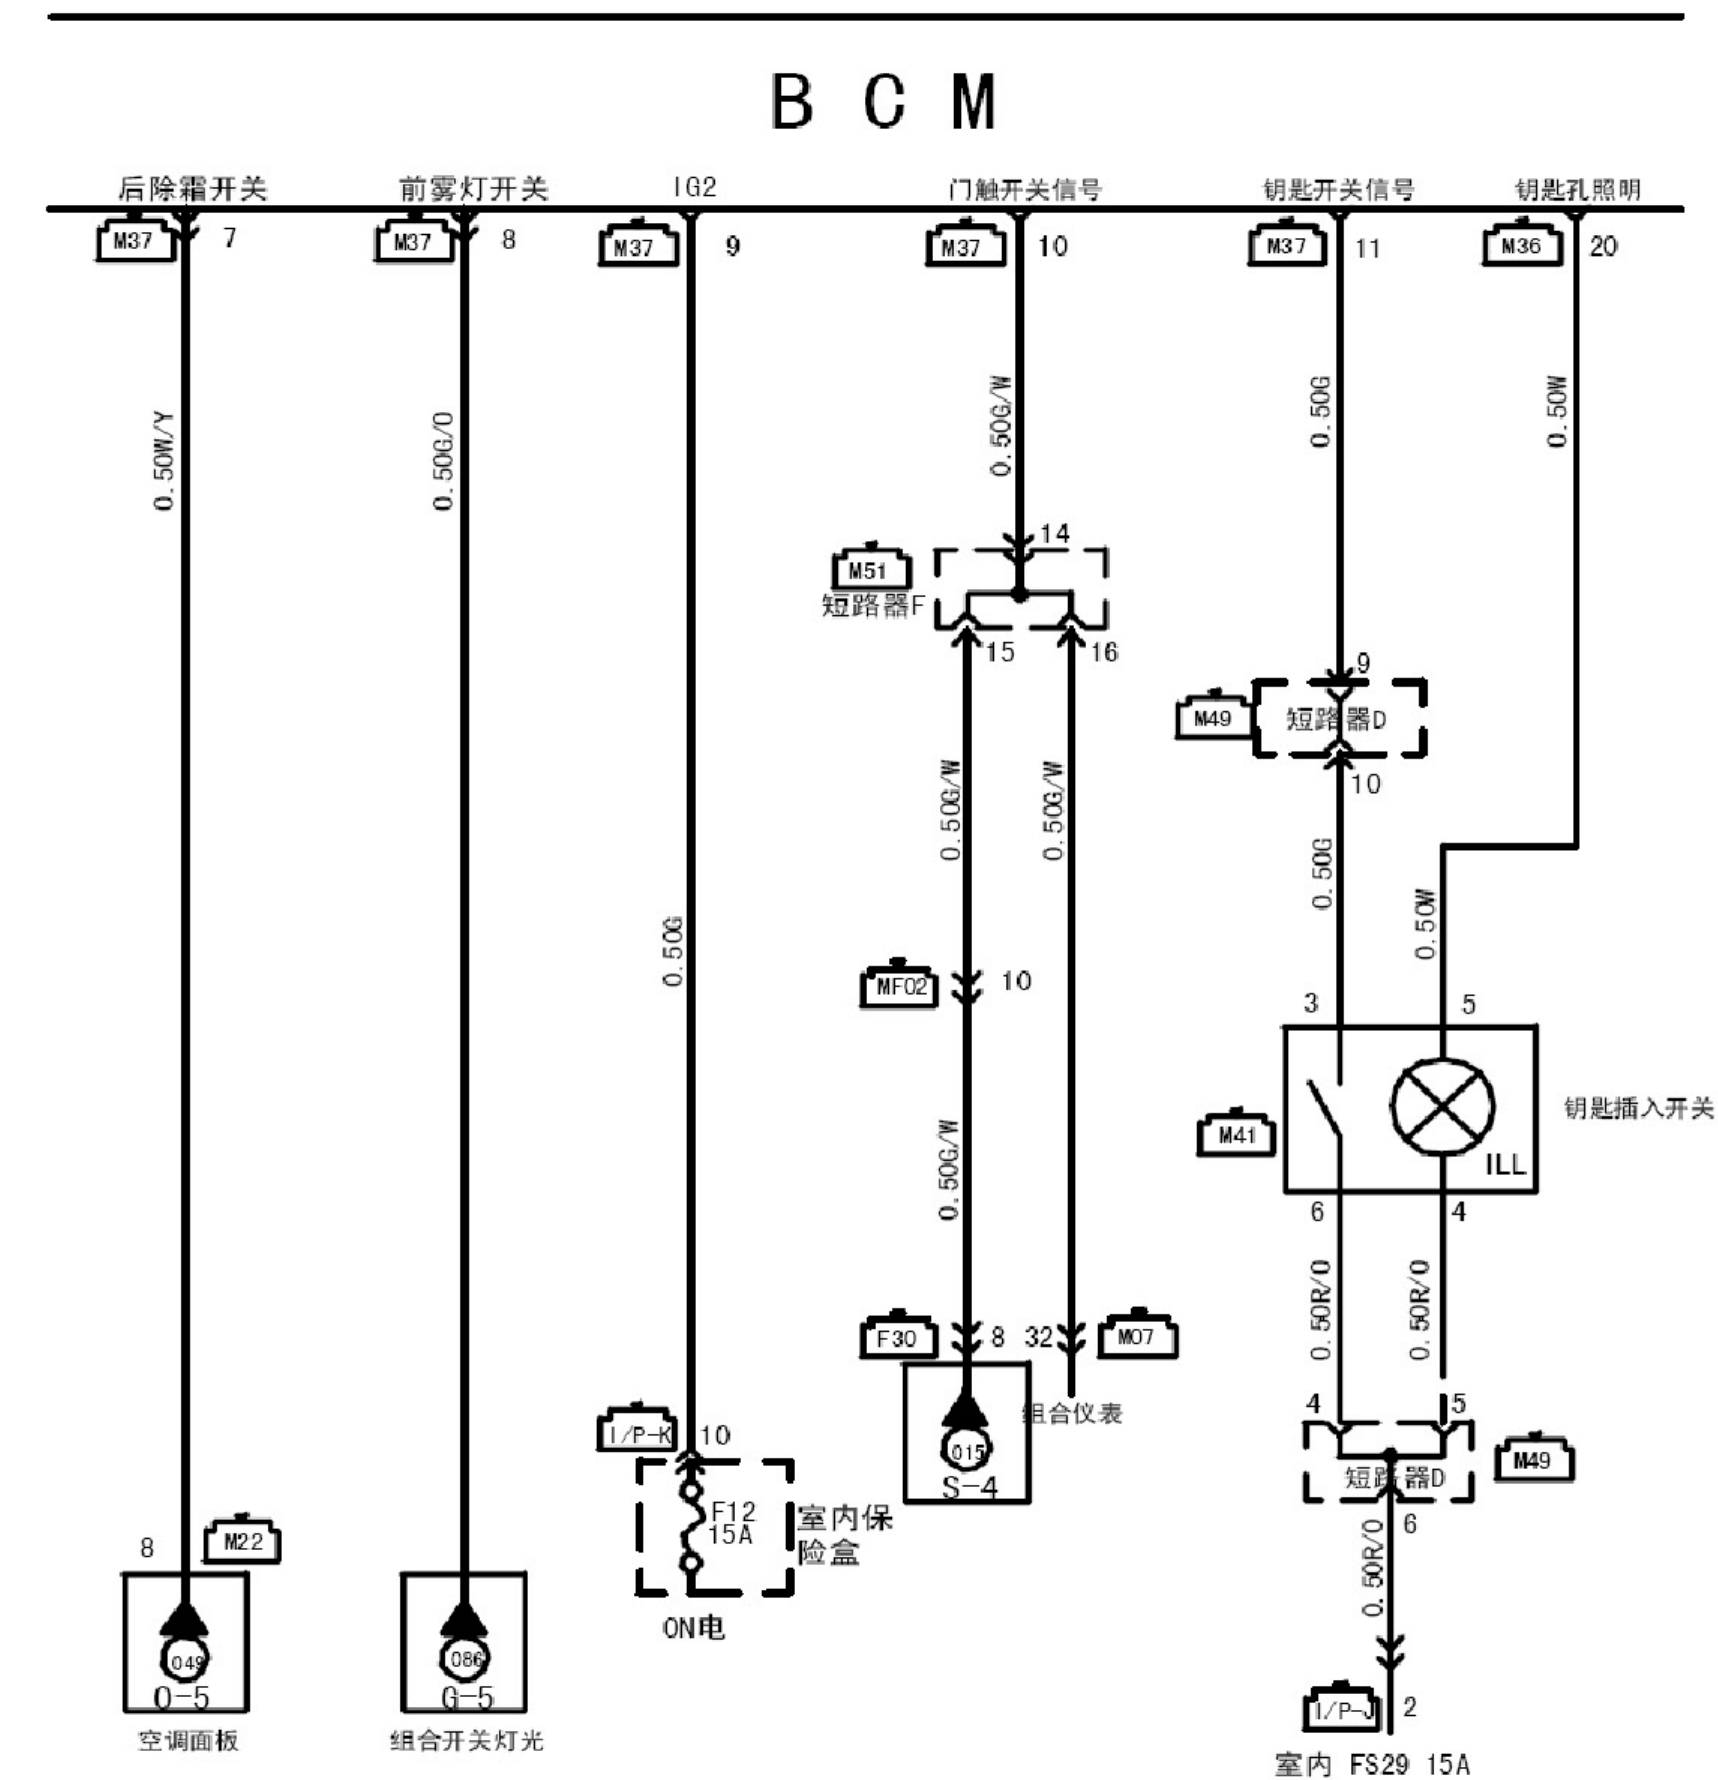 B C M
后除霜开关 前雾灯开关 IG2 门触开关信号 钥匙开关信号 钥匙孔照明
M37 7 M37 8 M37 9 M37 10 M37 11 M36 20
0.50W/Y 0.50G/O 0.50G/W 0.50G 0.50W
14
M51
短路器F
15 16
9
M49 短路器D
10
0.50G/W 0.50G/W 0.50G
0.50G 0.50W
MF02 10
3 5
M41 ILL 钥匙插入开关
6 4
0.50G/W 0.50R/O 0.50R/O
F30 8 32 M07
组合仪表
4 5
I/P-K 10
015
S-4
短路器D M49
F12
15A
室内保
险盒
6
8 M22
0.50R/O
ON电
049 086
O-5 G-5
空调面板 组合开关灯光
I/P-J 2
室内 FS29 15A